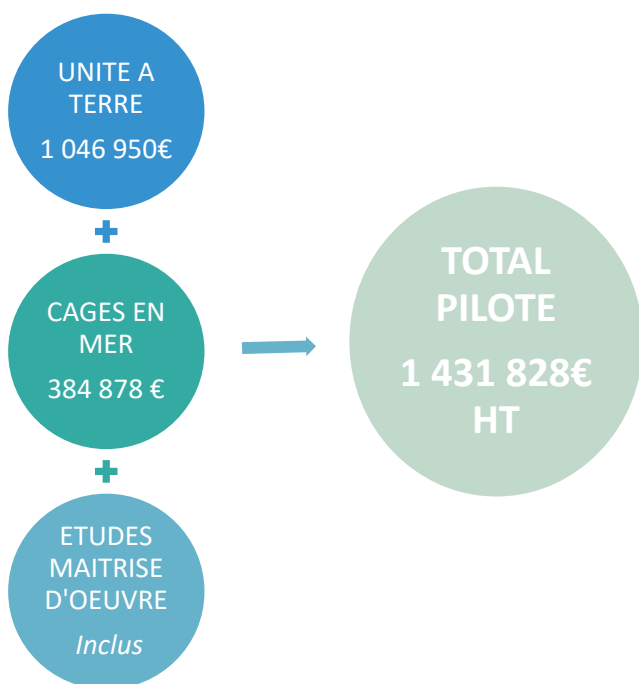 UNITE A
TERRE
1 046 950€
CAGES EN
MER
384 878 €
ETUDES
MAITRISE
D'OEUVRE
Inclus
TOTAL
PILOTE
1 431 828€
HT